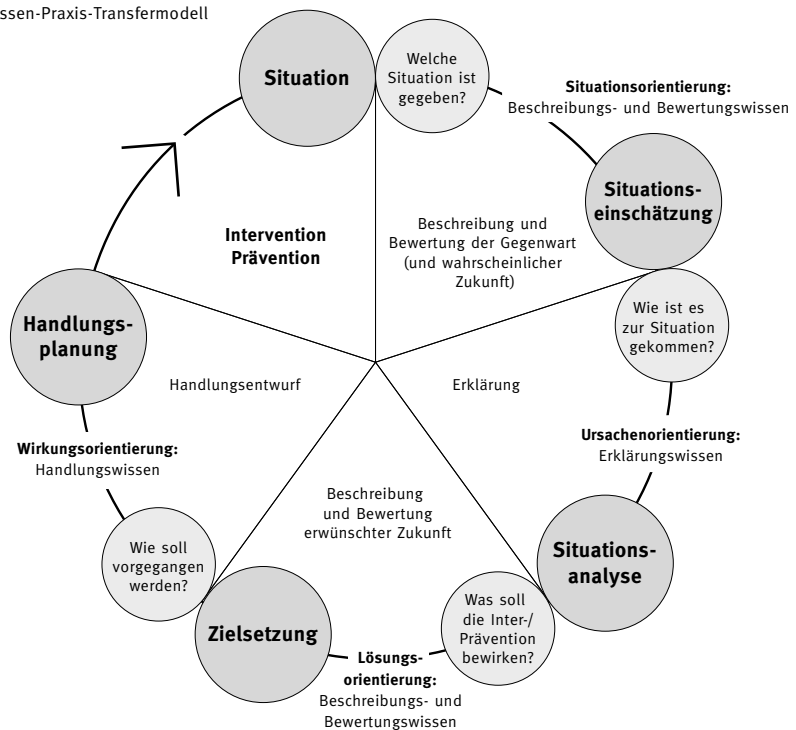 ssen-Praxis-Transfermodell
Situation
Welche
Situation ist
gegeben?
Situationsorientierung:
Beschreibungs- und Bewertungswissen
Situations-
einschätzung
Intervention
Prävention
Beschreibung und
Bewertung der Gegenwart
(und wahrscheinlicher
Zukunft)
Wie ist es
zur Situation
gekommen?
Handlungs-
planung
Handlungsentwurf
Erklärung
Ursachenorientierung:
Erklärungswissen
Wirkungsorientierung:
Handlungswissen
Beschreibung
und Bewertung
erwünschter Zukunft
Situations-
analyse
Wie soll
vorgegangen
werden?
Was soll
die Inter-/
Prävention
bewirken?
Zielsetzung
Lösungs-
orientierung:
Beschreibungs- und
Bewertungswissen